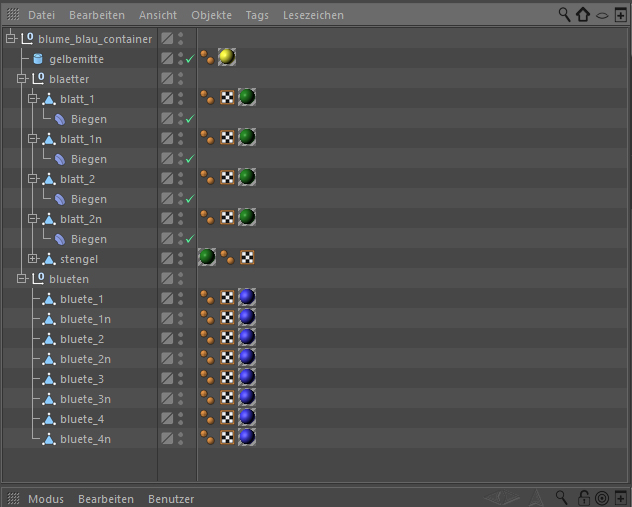 Datei Bearbeiten Ansicht Objekte Tags Lesezeichen
blume_blau_container
gelbemitte
blaetter
blatt_1
Biegen
blatt_1n
Biegen
blatt_2
Biegen
blatt_2n
Biegen
stengel
blueten
bluete_1
bluete_1n
bluete_2
bluete_2n
bluete_3
bluete_3n
bluete_4
bluete_4n
Modus Bearbeiten Benutzer